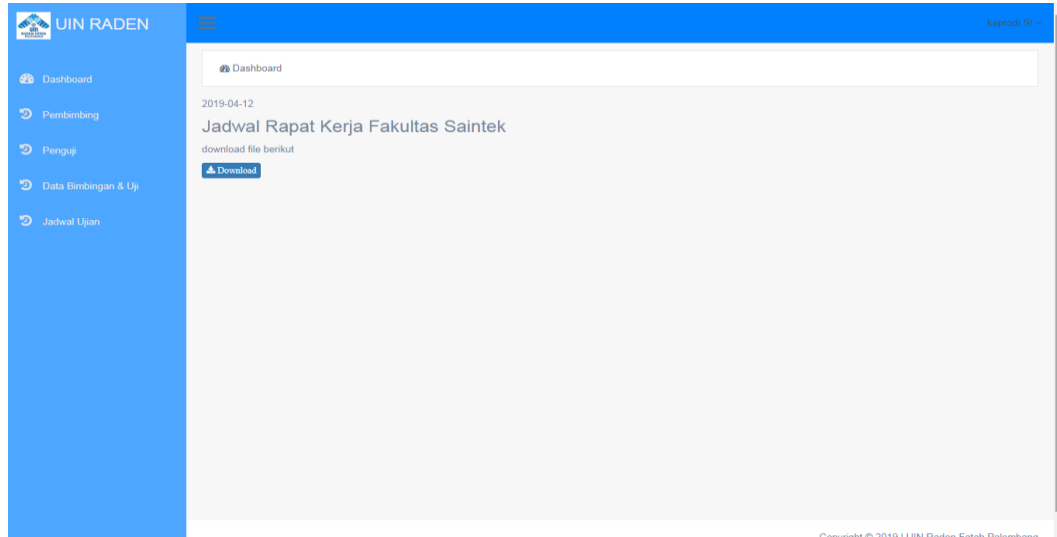 UIN RADEN
kaprodi SI
Dashboard
Pembimbing
Penguji
Data Bimbingan & Uji
Jadwal Ujian
Dashboard
2019-04-12
Jadwal Rapat Kerja Fakultas Saintek
download file berikut
Download
Copyright © 2019 | UIN Raden Fatah Palembang